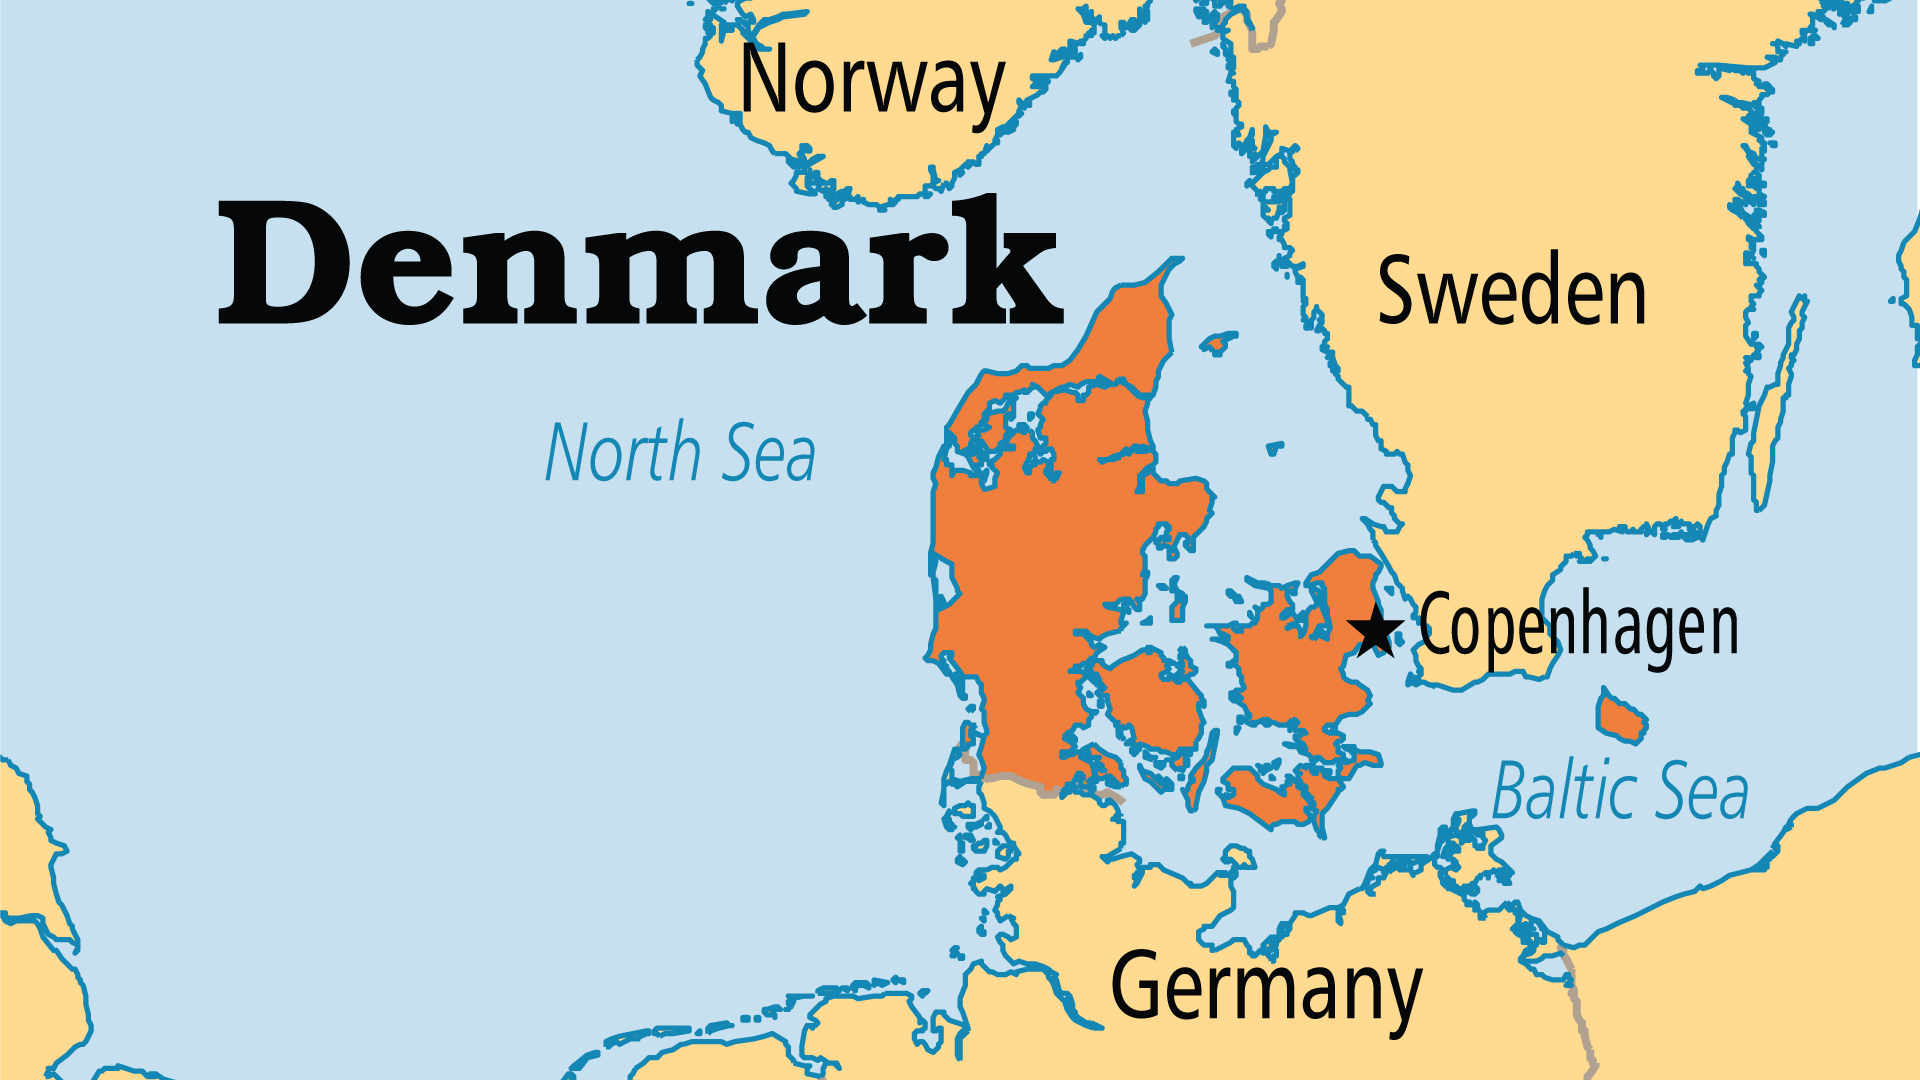 Norway
Denmark
Sweden
North Sea
Copenhagen
Baltic Sea
Germany